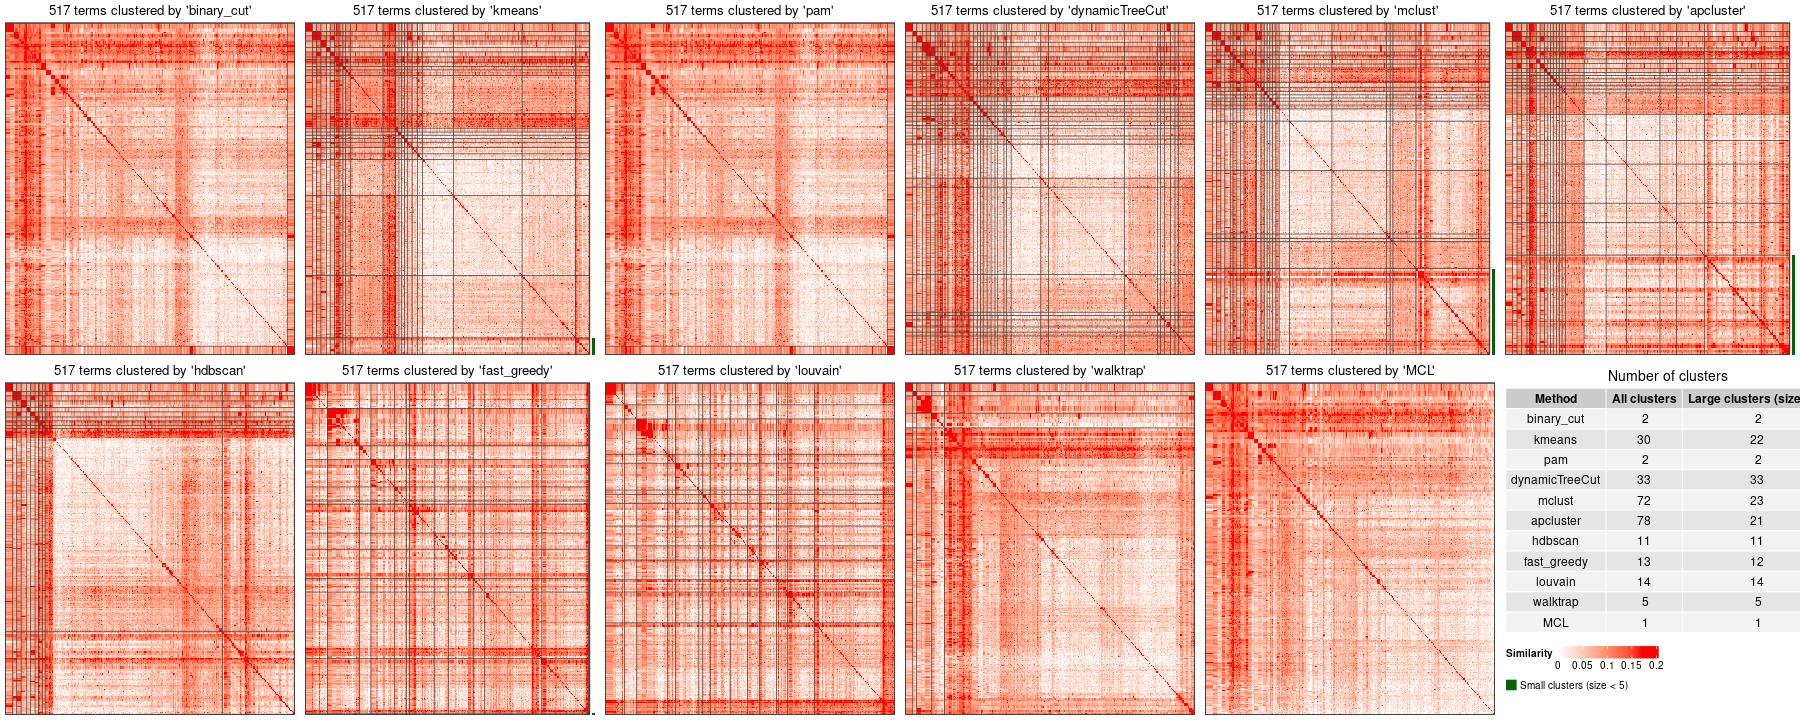 517 terms clustered by 'binary_cut'
517 terms clustered by 'kmeans'
517 terms clustered by 'pam'
517 terms clustered by 'dynamicTreeCut'
517 terms clustered by 'mclust'
517 terms clustered by 'apcluster'
517 terms clustered by 'hdbscan'
517 terms clustered by 'fast_greedy'
517 terms clustered by 'louvain'
517 terms clustered by 'walktrap'
517 terms clustered by 'MCL'
Number of clusters
Method All clusters Large clusters (size
binary_cut 2 2
kmeans 30 22
pam 2 2
dynamicTreeCut 33 33
mclust 72 23
apcluster 78 21
hdbscan 11 11
fast_greedy 13 12
louvain 14 14
walktrap 5 5
MCL 1 1
Similarity
0 0.05 0.1 0.15 0.2
Small clusters (size < 5)